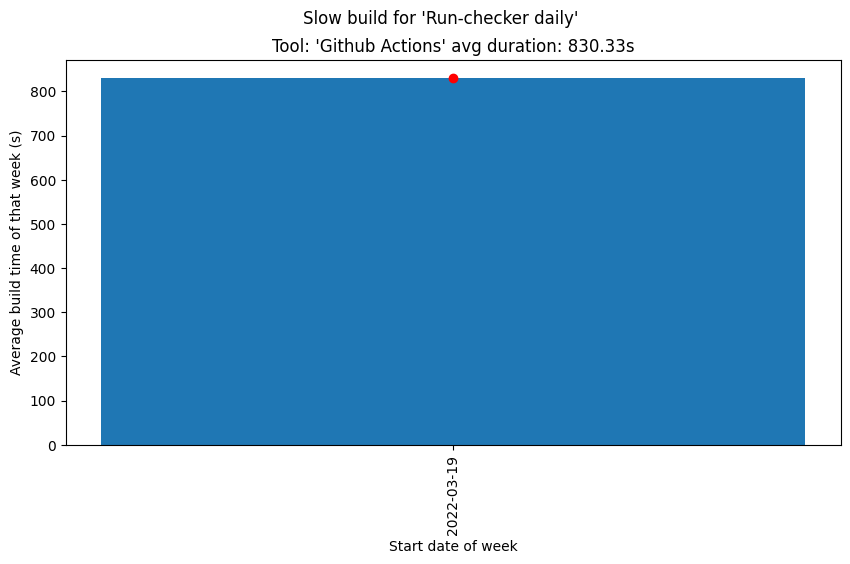 Slow build for 'Run-checker daily'
Tool: 'Github Actions' avg duration: 830.33s
Average build time of that week (s)
800
700
600
500
400
300
200
100
0
2022-03-19
Start date of week